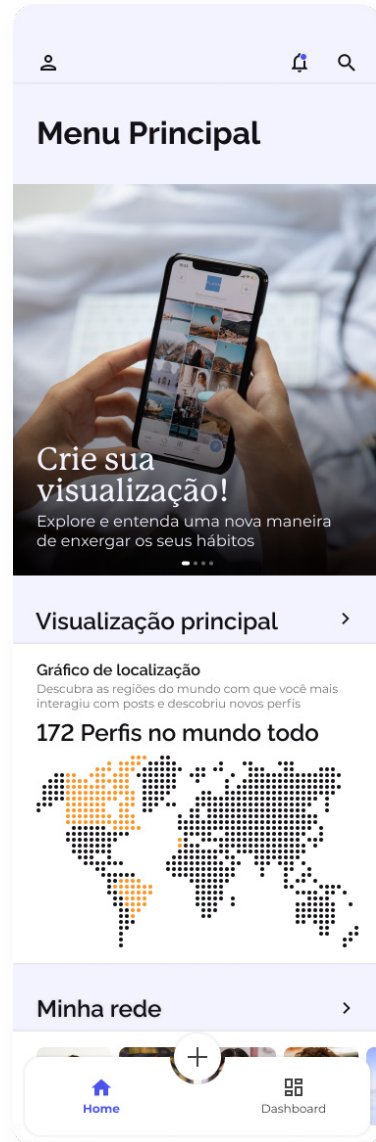 Menu Principal
Crie sua
visualização!
Explore e entenda uma nova maneira
de enxergar os seus hábitos
Visualização principal
Gráfico de localização
Descubra as regiões do mundo com que você mais
interagiu com posts e descobriu novos perfis
172 Perfis no mundo todo
Minha rede
Home
Dashboard